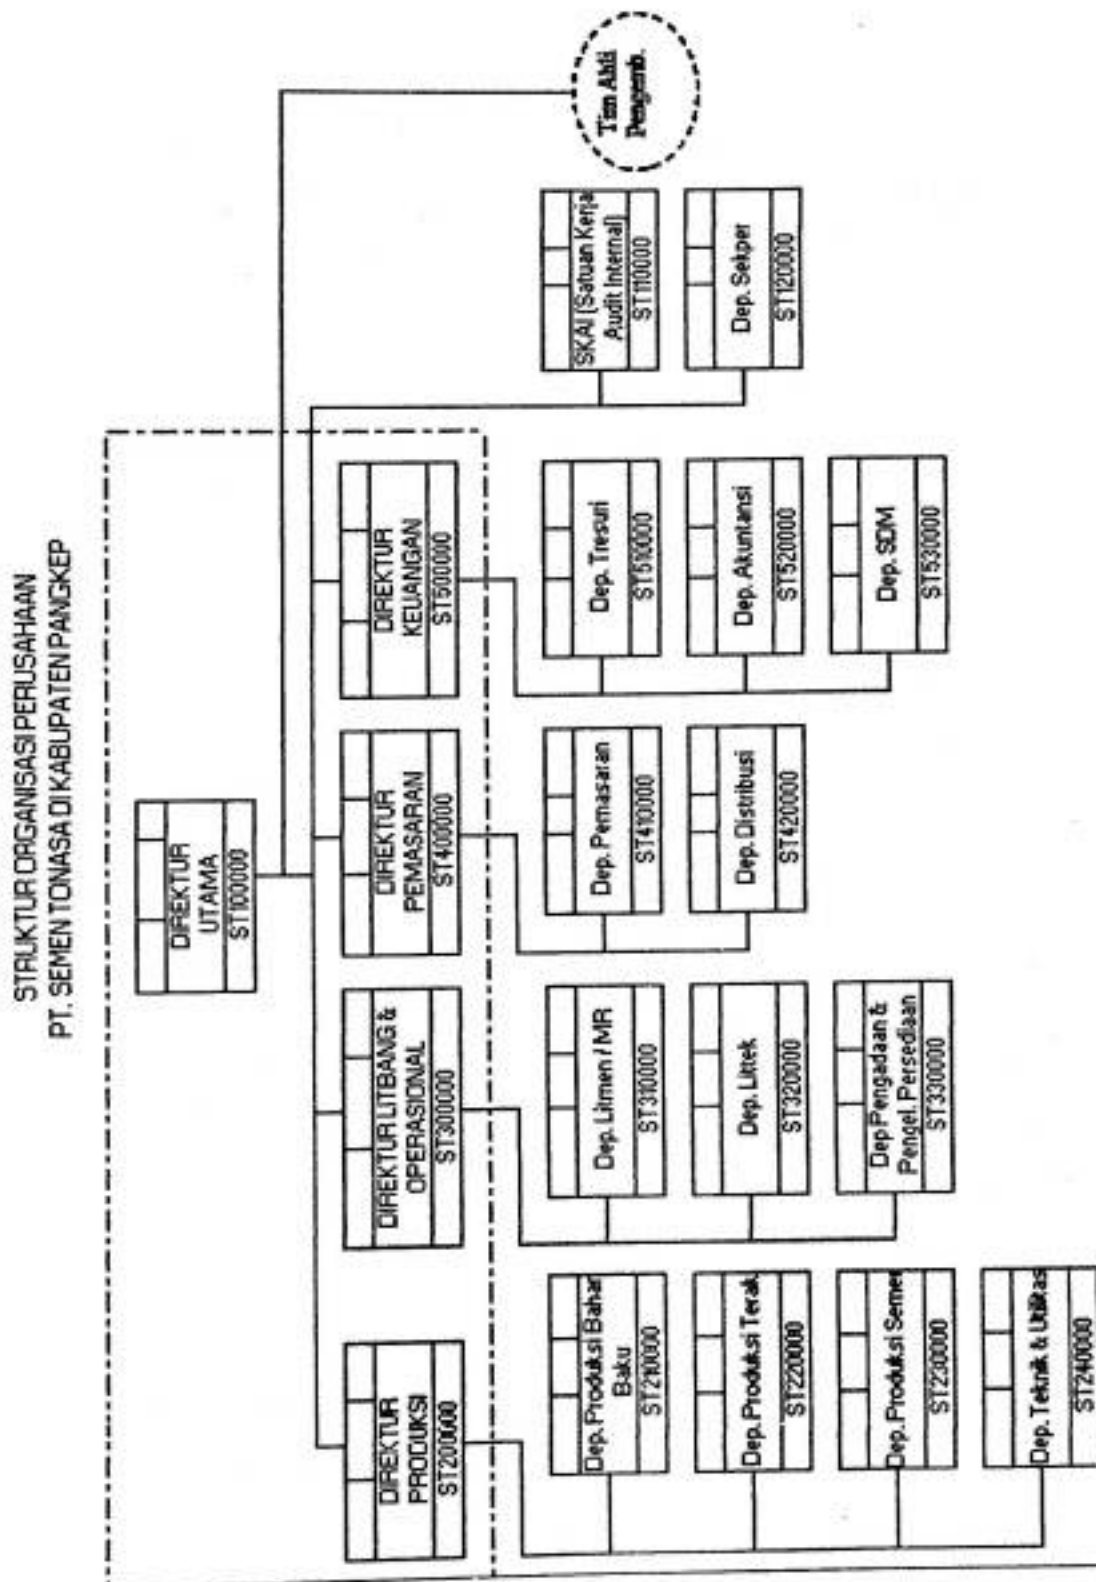 STRUKTUR ORGANISASI PERUSAHAAN
PT. SEMEN TONASA DI KABUPATEN PANGKEP
DIREKTUR
UTAMA
ST100000
Tim Ahli
Pengemb.
DIREKTUR
PRODUKSI
ST200000
DIREKTUR LITBANG &
OPERASIONAL
ST300000
DIREKTUR
PEMASARAN
ST400000
DIREKTUR
KEUANGAN
ST500000
SKAI (Satuan Kerja
Audit Internal)
ST110000
Dep. Sekper
ST120000
Dep. Produksi Bahan
Baku
ST210000
Dep. Produksi Terak
ST220000
Dep. Produksi Semen
ST230000
Dep. Teknik & Utilitas
ST240000
Dep. Litmen / MR
ST310000
Dep. Littek
ST320000
Dep Pengadaan &
Pengel. Persediaan
ST330000
Dep. Pemasaran
ST410000
Dep. Distribusi
ST420000
Dep. Tresuri
ST510000
Dep. Akuntansi
ST520000
Dep. SDM
ST530000